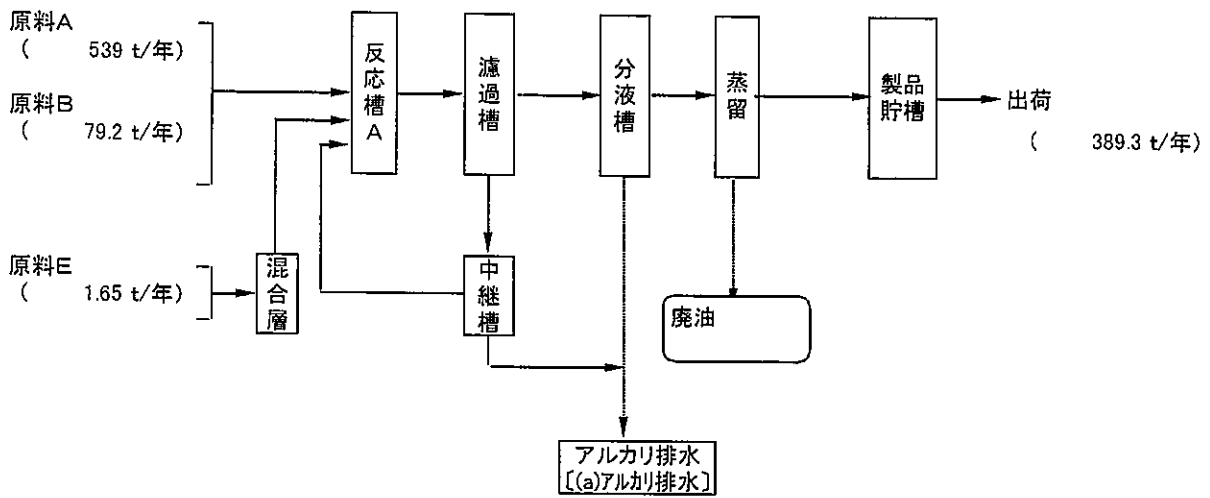 原料A
( 539 t/年)
原料B
( 79.2 t/年)
原料E
( 1.65 t/年)
混合層
反応槽A
濾過槽
中継槽
分液槽
蒸留
廃油
製品
貯槽
出荷
( 389.3 t/年)
アルカリ排水
[(a)アルカリ排水]